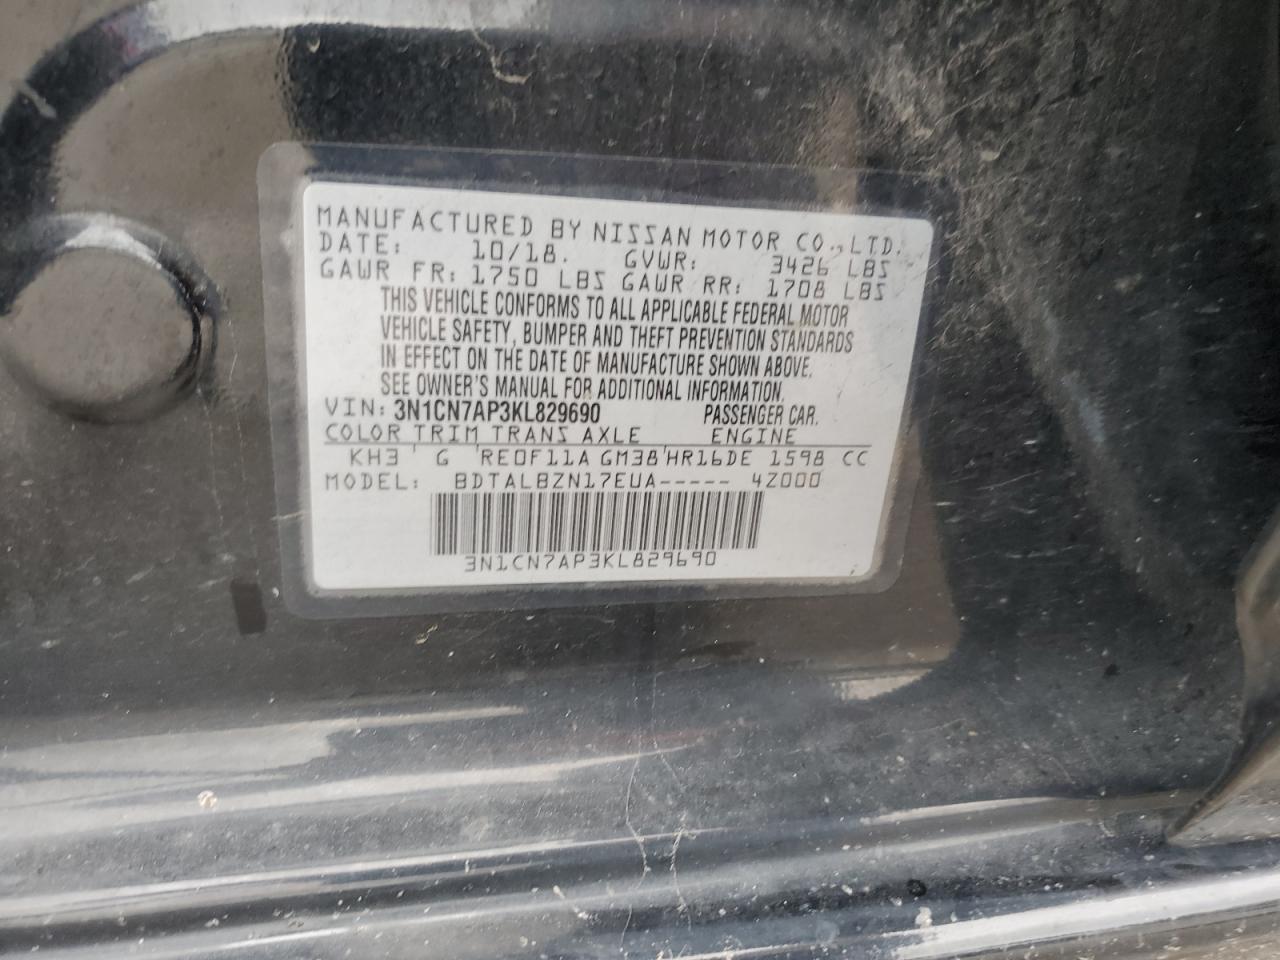 MANUFACTURED BY NISSAN MOTOR CO., LTD.
DATE: 10/18. GVWR: 3426 LBS
GAWR FR: 1750 LBS GAWR RR: 1708 LBS
THIS VEHICLE CONFORMS TO ALL APPLICABLE FEDERAL MOTOR
VEHICLE SAFETY, BUMPER AND THEFT PREVENTION STANDARDS
IN EFFECT ON THE DATE OF MANUFACTURE SHOWN ABOVE.
SEE OWNER'S MANUAL FOR ADDITIONAL INFORMATION.
VIN: 3N1CN7AP3KL829690 PASSENGER CAR.
COLOR TRIM TRANS AXLE ENGINE
KH3 G RE0F11A GM38 HR16DE 1598 CC
MODEL: BDTALBZN17EUA----- 4Z000
3N1CN7AP3KL829690